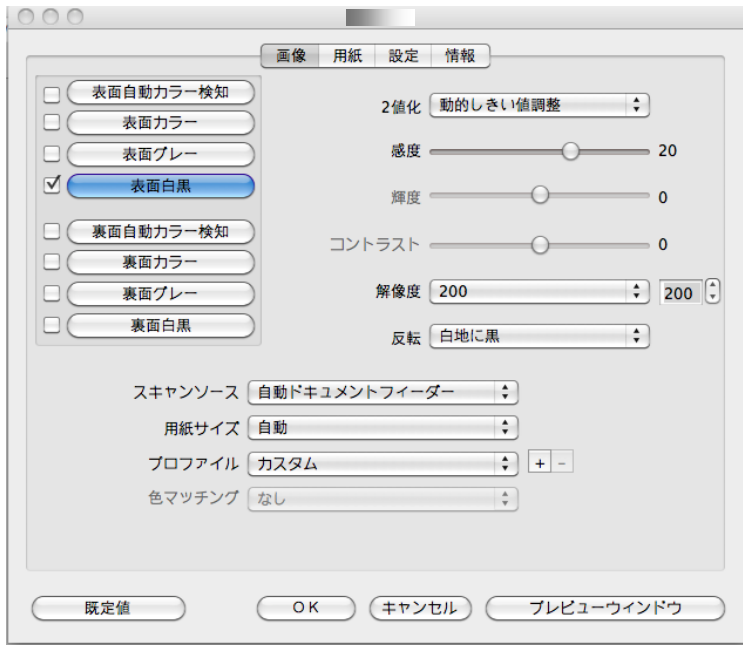 画像 用紙 設定 情報
表面自動カラー検知
表面カラー
表面グレー
表面白黒
裏面自動カラー検知
裏面カラー
裏面グレー
裏面白黒
2値化 動的しきい値調整
感度 20
輝度 0
コントラスト 0
解像度 200 200
反転 白地に黒
スキャンソース 自動ドキュメントフィーダー
用紙サイズ 自動
プロファイル カスタム + −
色マッチング なし
既定値 OK キャンセル プレビューウインドウ